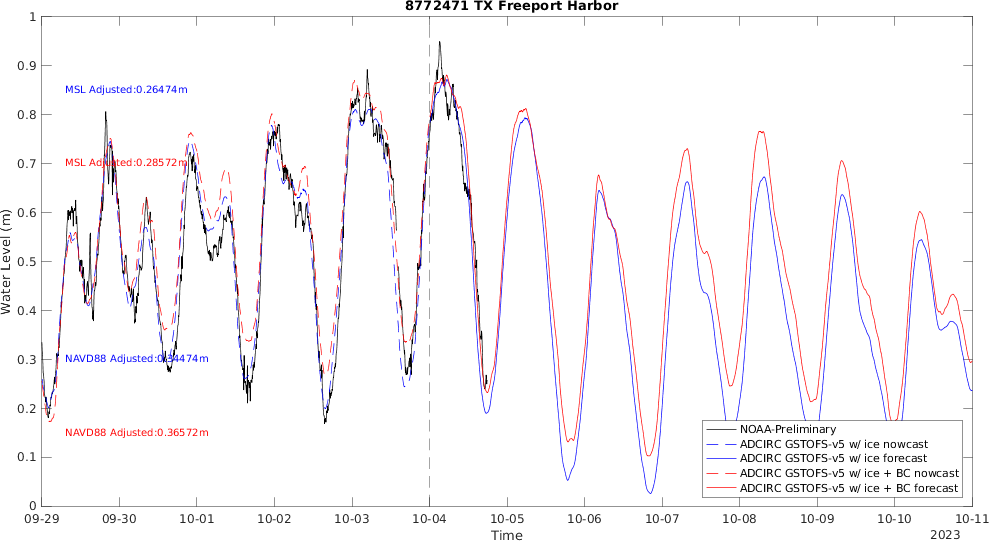 8772471 TX Freeport Harbor
Water Level (m)
1
0.9
0.8
0.7
0.6
0.5
0.4
0.3
0.2
0.1
0
MSL Adjusted:0.26474m
MSL Adjusted:0.28572m
NAVD88 Adjusted:0.34474m
NAVD88 Adjusted:0.36572m
NOAA-Preliminary
ADCIRC GSTOFS-v5 w/ ice nowcast
ADCIRC GSTOFS-v5 w/ ice forecast
ADCIRC GSTOFS-v5 w/ ice + BC nowcast
ADCIRC GSTOFS-v5 w/ ice + BC forecast
09-29 09-30 10-01 10-02 10-03 10-04 10-05 10-06 10-07 10-08 10-09 10-10 10-11
Time
2023